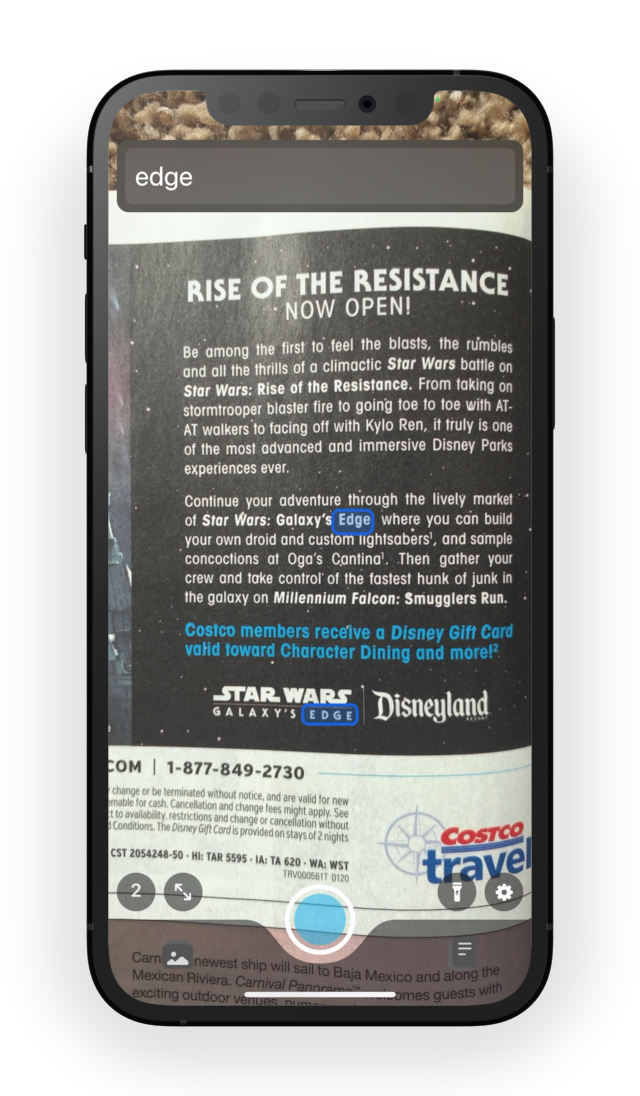 edge
RISE OF THE RESISTANCE
NOW OPEN!
Be among the first to feel the blasts, the rumbles
and all the thrills of a climactic Star Wars battle on
Star Wars: Rise of the Resistance. From taking on
stormtrooper blaster fire to going toe to toe with AT-
AT walkers to facing off with Kylo Ren, it truly is one
of the most advanced and immersive Disney Parks
experiences ever.
Continue your adventure through the lively market
of Star Wars: Galaxy's Edge where you can build
your own droid and custom lightsabers¹, and sample
concoctions at Oga's Cantina¹. Then gather your
crew and take control of the fastest hunk of junk in
the galaxy on Millennium Falcon: Smugglers Run.
Costco members receive a Disney Gift Card
valid toward Character Dining and more!²
STAR WARS
GALAXY'S EDGE
Disneyland
RESORT
COM | 1-877-849-2730
change or be terminated without notice, and are valid for new
for cash. Cancellation and change fees might apply. See
to availability, restrictions and change or cancellation without
Conditions. The Disney Gift Card is provided on stays of 2 nights
CST 2054248-50 · HI: TAR 5595 · IA: TA 620 · WA: WST
TRV000561T 0120
COSTCO
travel
2
newest ship will sail to Baja Mexico and along the
Mexican Riviera. Carnival Panorama™ guests with
exciting outdoor venues,